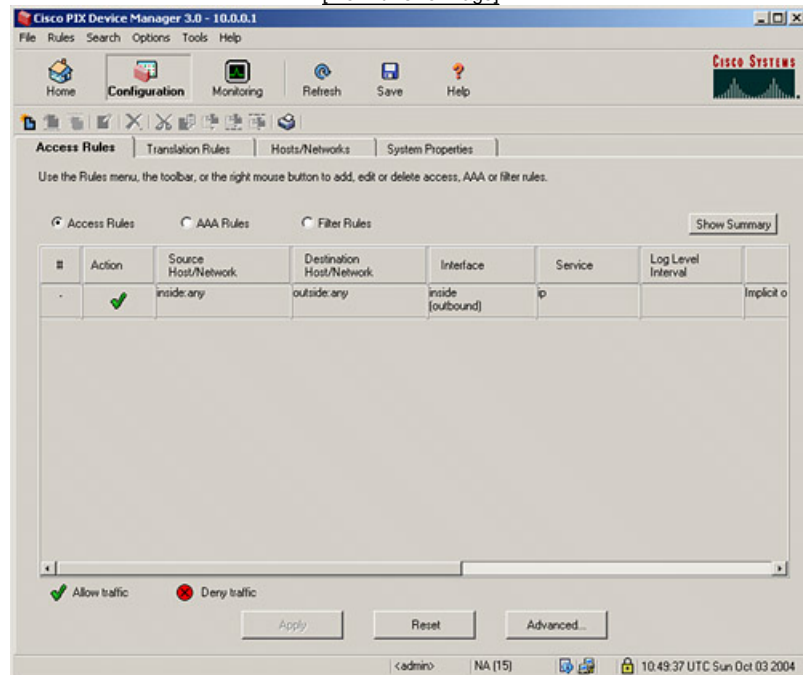 Cisco PIX Device Manager 3.0 - 10.0.0.1
File Rules Search Options Tools Help
Home Configuration Monitoring Refresh Save Help
CISCO SYSTEMS
Access Rules Translation Rules Hosts/Networks System Properties
Use the Rules menu, the toolbar, or the right mouse button to add, edit or delete access, AAA or filter rules.
Access Rules AAA Rules Filter Rules Show Summary
# Action Source Host/Network Destination Host/Network Interface Service Log Level Interval
- inside:any outside:any inside (outbound) ip Implicit o
Allow traffic Deny traffic
Apply Reset Advanced...
<admin> NA (15) 10:49:37 UTC Sun Oct 03 2004